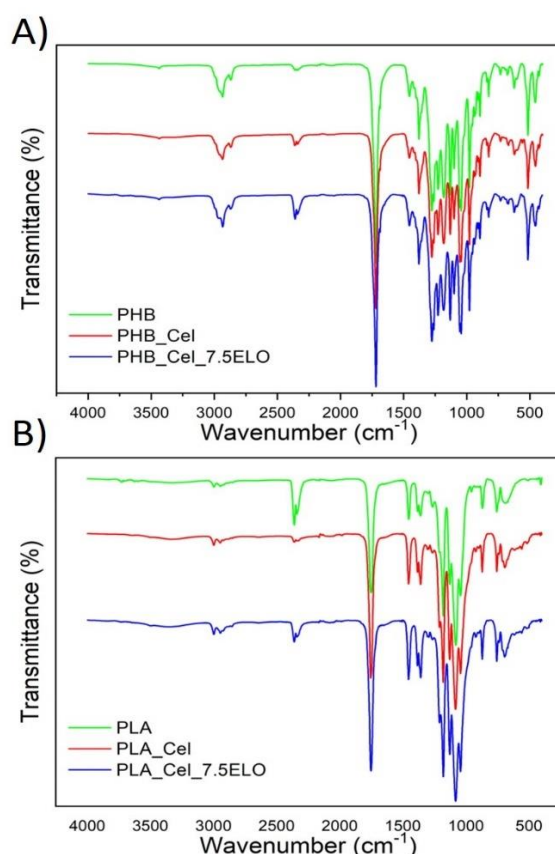 A)
Transmittance (%)
PHB
PHB_Cel
PHB_Cel_7.5ELO
4000 3500 3000 2500 2000 1500 1000 500
Wavenumber (cm⁻¹)
B)
Transmittance (%)
PLA
PLA_Cel
PLA_Cel_7.5ELO
4000 3500 3000 2500 2000 1500 1000 500
Wavenumber (cm⁻¹)